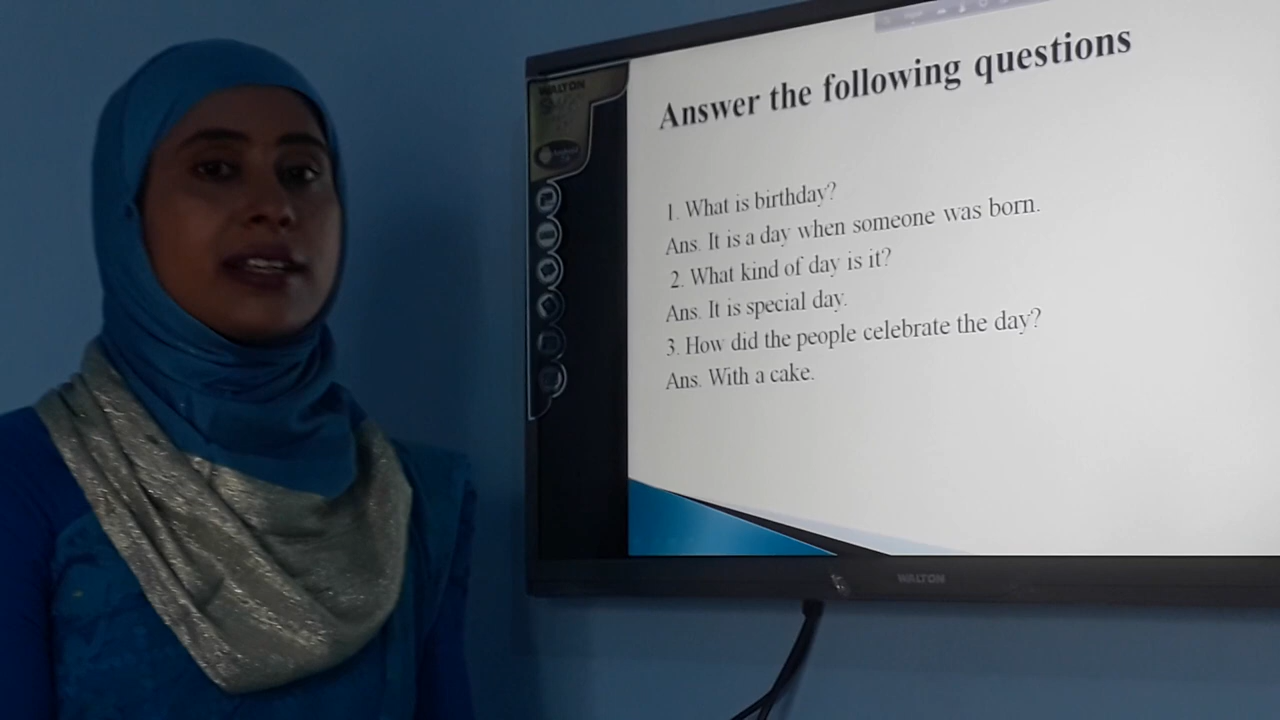 Answer the following questions
1. What is birthday?
Ans. It is a day when someone was born.
2. What kind of day is it?
Ans. It is special day.
3. How did the people celebrate the day?
Ans. With a cake.
WALTON
WALTON